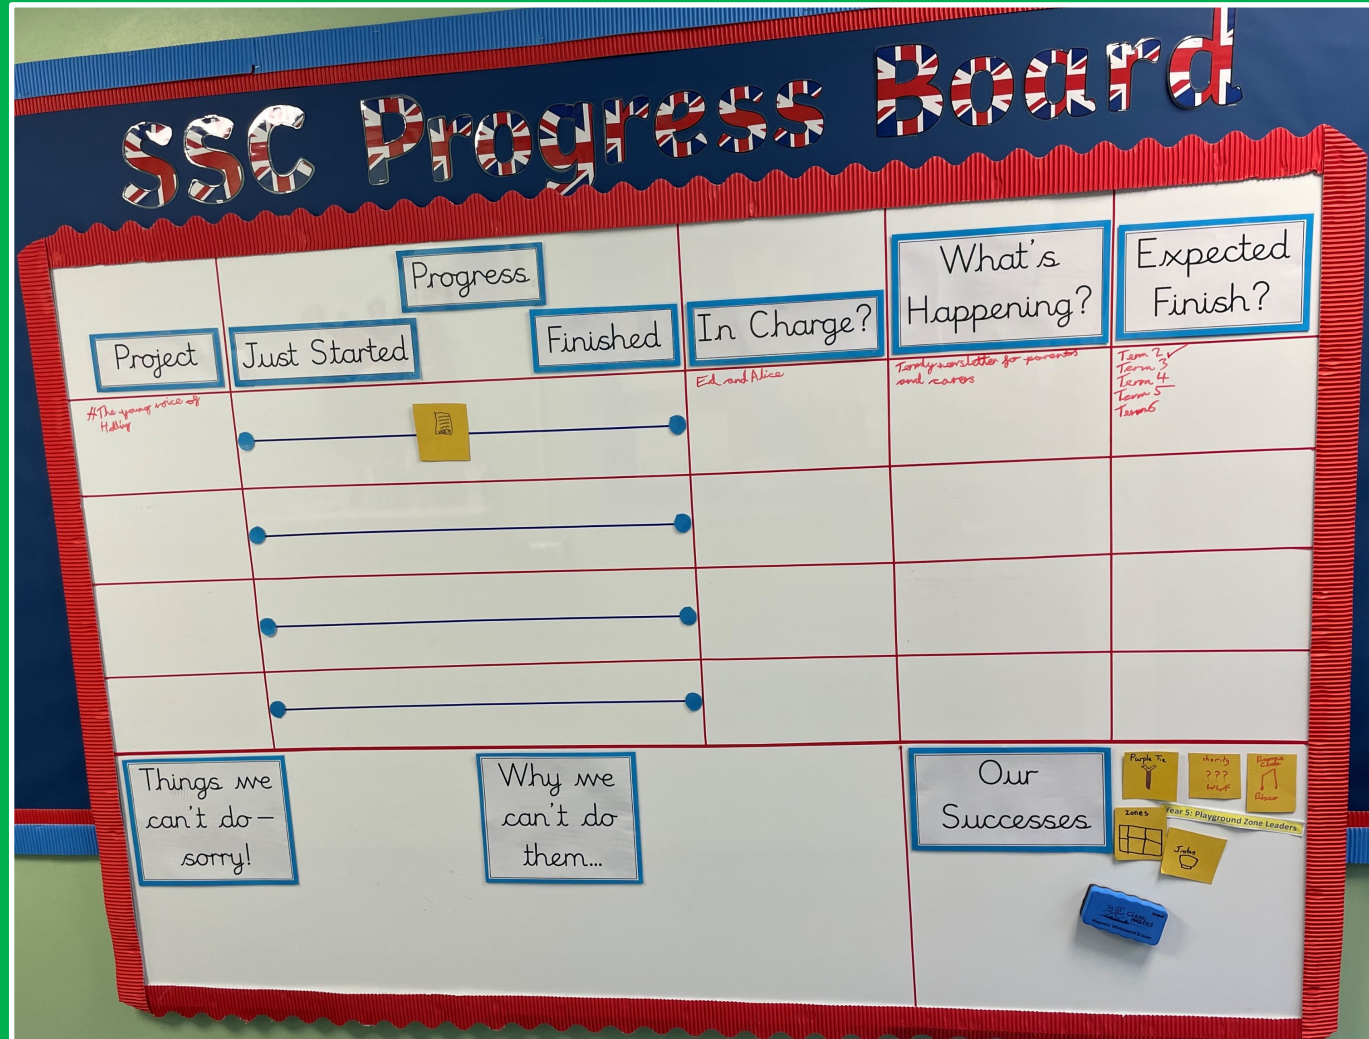 SSC Progress Board
Progress
What's
Happening?
Expected
Finish?
Project
Just Started
Finished
In Charge?
#The young voice of
Ed and Alice
Termly newsletter for parents
and carers
Term 2 ✓
Term 3
Term 4
Term 5
Term 6
Things we
can't do –
sorry!
Why we
can't do
them...
Our
Successes
Purple Tie
charity
???
Disco
Year 5: Playground Zone Leaders
Zones
CLASS
MASTER